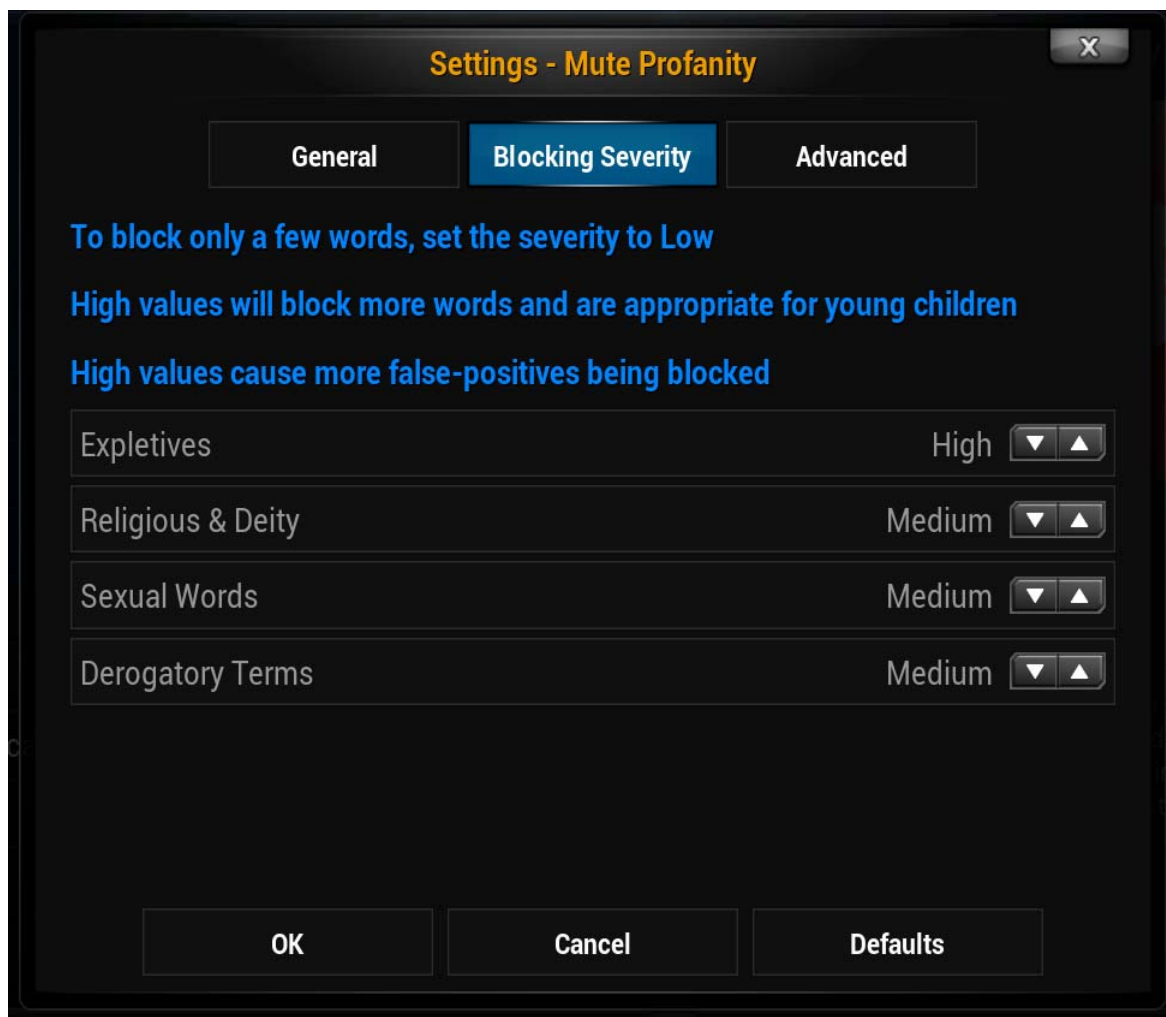 Settings - Mute Profanity
X
General Blocking Severity Advanced
To block only a few words, set the severity to Low
High values will block more words and are appropriate for young children
High values cause more false-positives being blocked
Expletives High
Religious & Deity Medium
Sexual Words Medium
Derogatory Terms Medium
OK Cancel Defaults